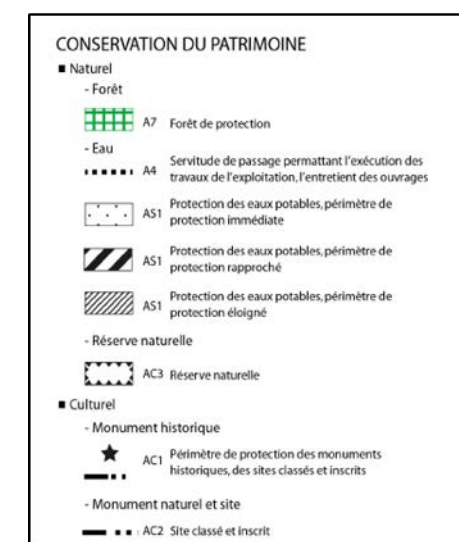 CONSERVATION DU PATRIMOINE
■ Naturel
- Forêt
A7 Forêt de protection
- Eau
A4 Servitude de passage permettant l'exécution des
travaux de l'exploitation, l'entretient des ouvrages
AS1 Protection des eaux potables, périmètre de
protection immédiate
AS1 Protection des eaux potables, périmètre de
protection rapproché
AS1 Protection des eaux potables, périmètre de
protection éloigné
- Réserve naturelle
AC3 Réserve naturelle
■ Culturel
- Monument historique
AC1 Périmètre de protection des monuments
historiques, des sites classés et inscrits
- Monument naturel et site
AC2 Site classé et inscrit